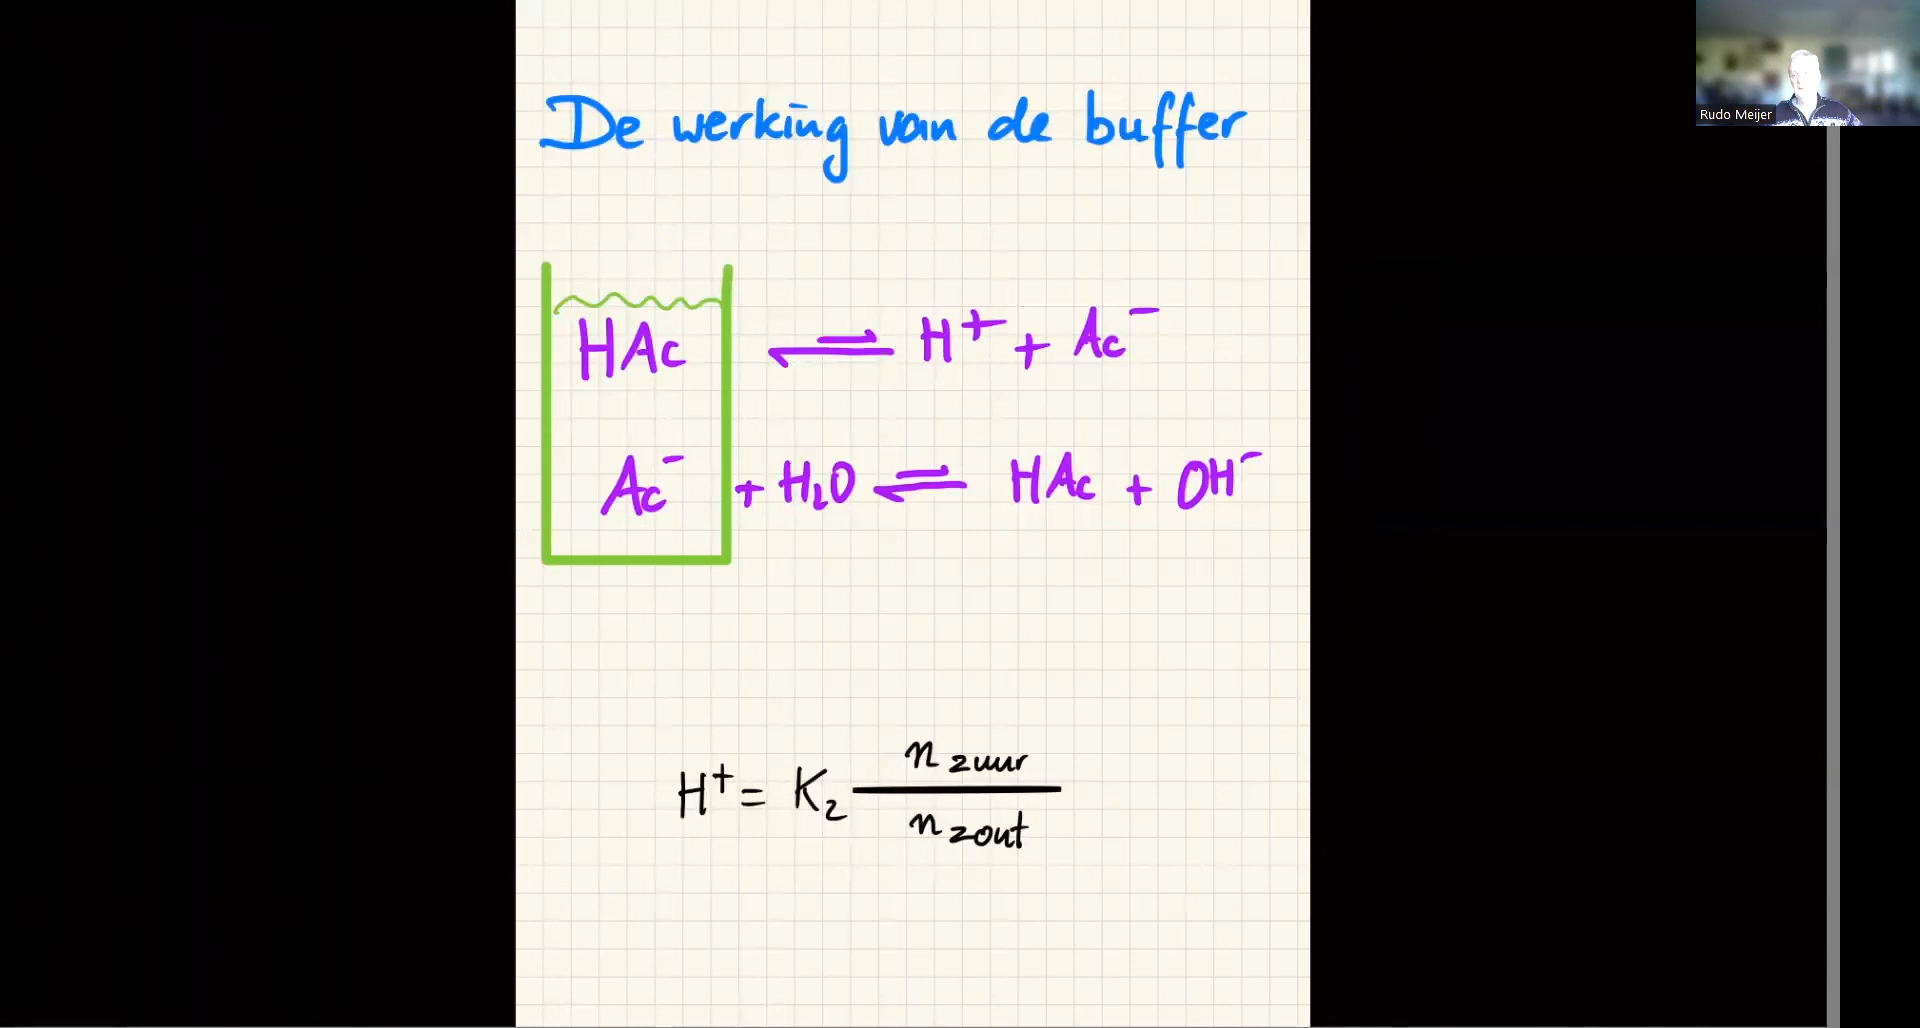 De werking van de buffer
Rudo Meijer
HAc ⇌ H⁺ + Ac⁻
Ac⁻ + H₂O ⇌ HAc + OH⁻
H⁺ = K₂ n zuur / n zout